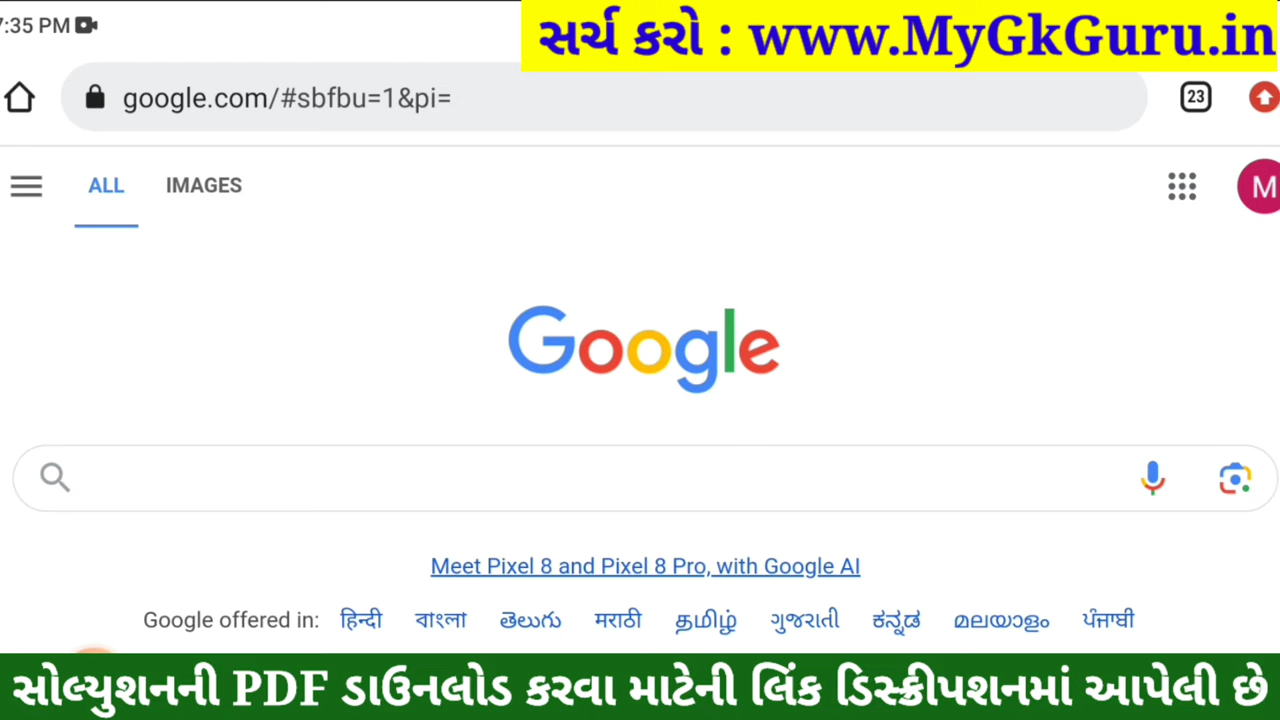 7:35 PM
સર્ચ કરો : www.MyGkGuru.in
google.com/#sbfbu=1&pi=
23
ALL IMAGES
M
Google
Meet Pixel 8 and Pixel 8 Pro, with Google AI
Google offered in: हिन्दी বাংলা తెలుగు मराठी தமிழ் ગુજરાતી ಕನ್ನಡ മലയാളം ਪੰਜਾਬੀ
સોલ્યુશનની PDF ડાઉનલોડ કરવા માટેની લિંક ડિસ્ક્રીપશનમાં આપેલી છે